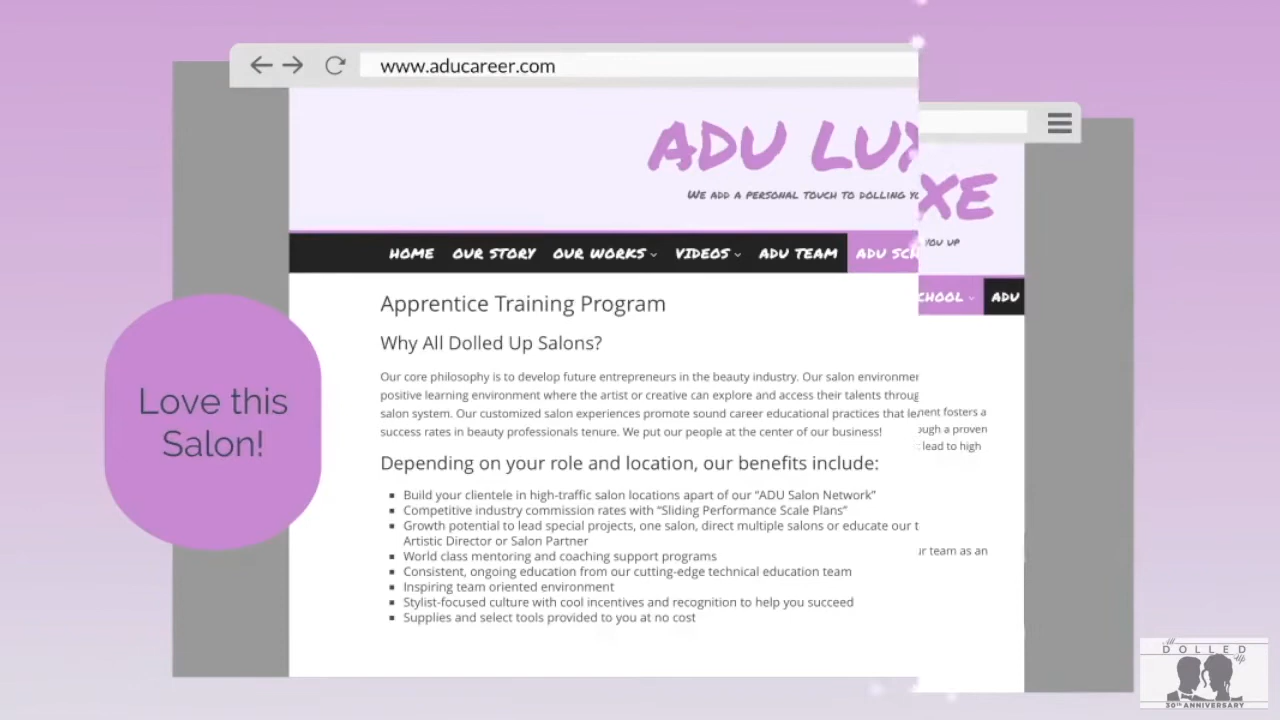 www.aducareer.com
ADU LUXE
WE ADD A PERSONAL TOUCH TO DOLLING YOU UP
HOME OUR STORY OUR WORKS VIDEOS ADU TEAM ADU SCHOOL ADU
Apprentice Training Program
Why All Dolled Up Salons?
Our core philosophy is to develop future entrepreneurs in the beauty industry. Our salon environment fosters a
positive learning environment where the artist or creative can explore and access their talents through a proven
salon system. Our customized salon experiences promote sound career educational practices that lead to high
success rates in beauty professionals tenure. We put our people at the center of our business!
Depending on your role and location, our benefits include:
Build your clientele in high-traffic salon locations apart of our “ADU Salon Network”
Competitive industry commission rates with “Sliding Performance Scale Plans”
Growth potential to lead special projects, one salon, direct multiple salons or educate our team as an
Artistic Director or Salon Partner
World class mentoring and coaching support programs
Consistent, ongoing education from our cutting-edge technical education team
Inspiring team oriented environment
Stylist-focused culture with cool incentives and recognition to help you succeed
Supplies and select tools provided to you at no cost
Love this
Salon!
All
DOLLED
Up
30TH ANNIVERSARY